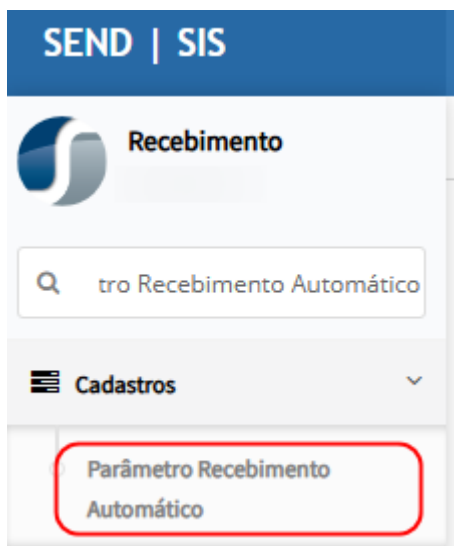 SEND | SIS
Recebimento
tro Recebimento Automático
Cadastros
Parâmetro Recebimento
Automático